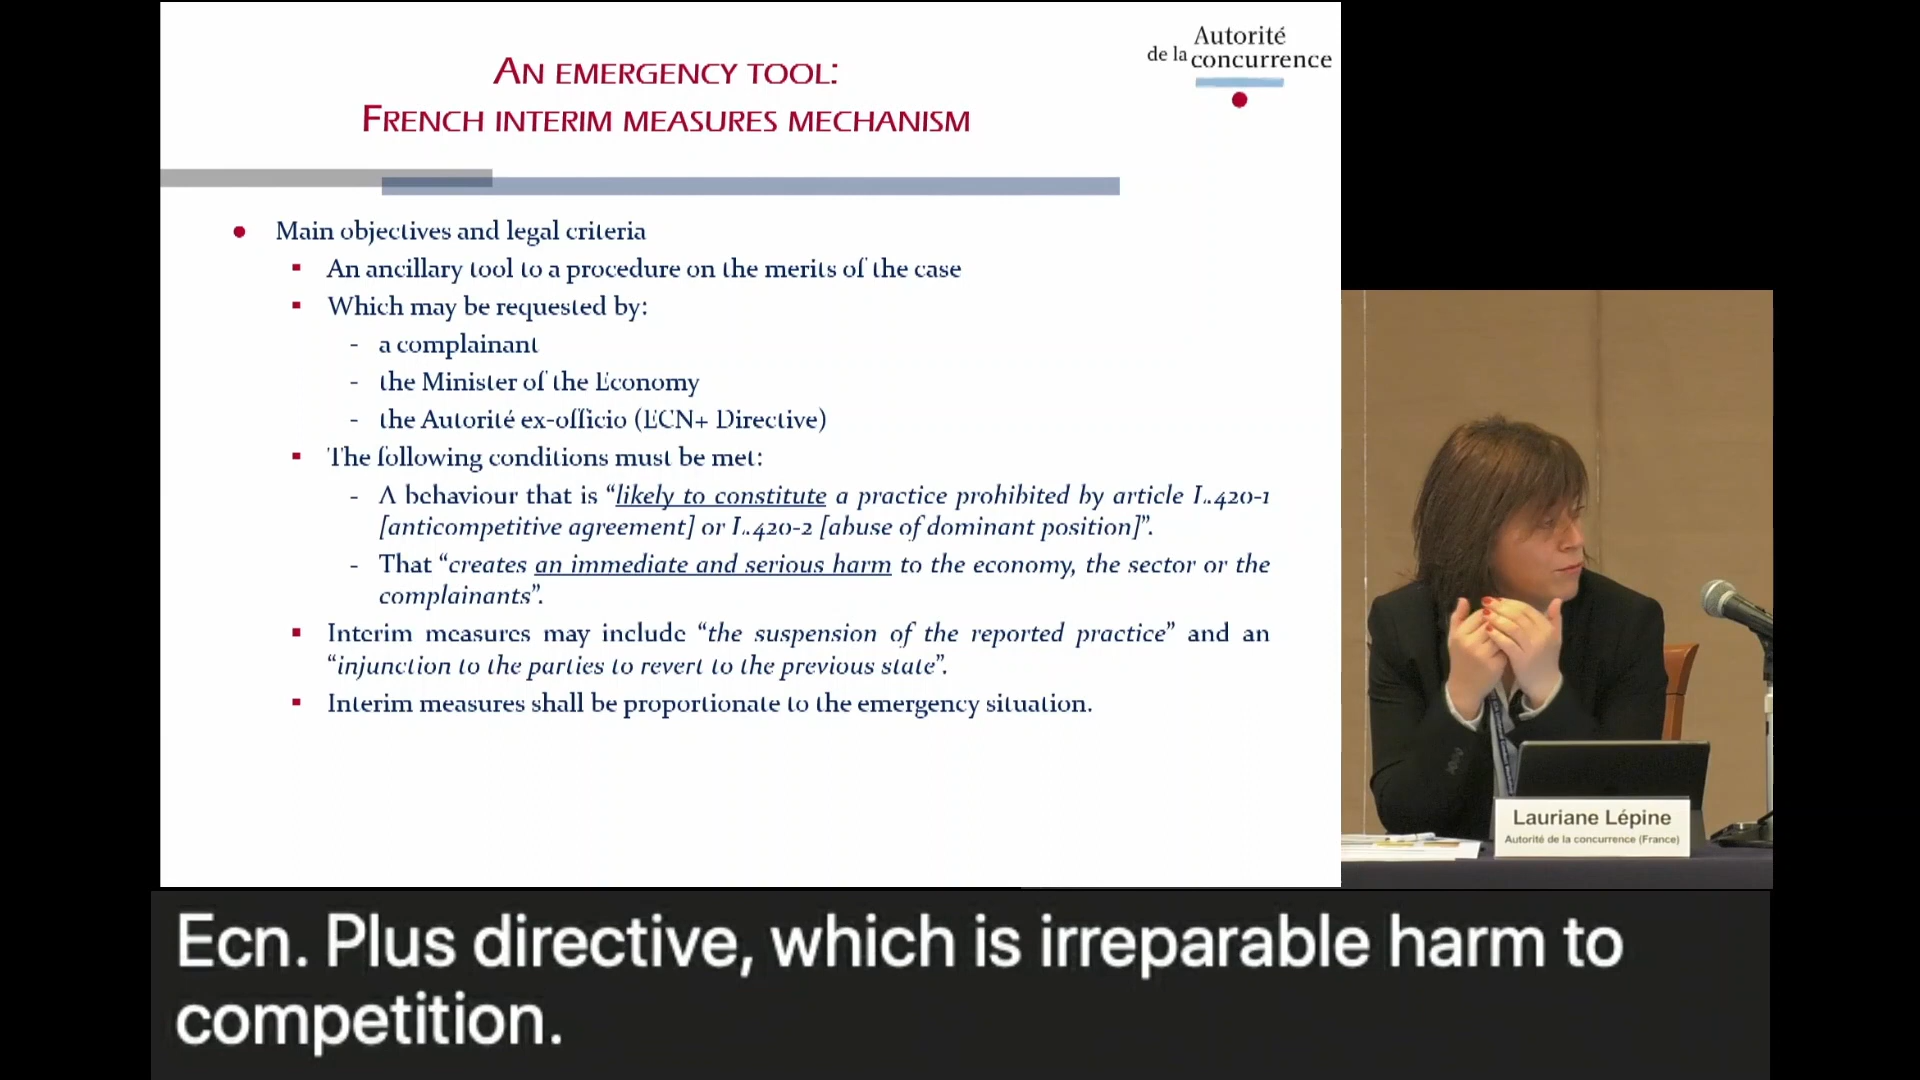 Autorité
de la concurrence
AN EMERGENCY TOOL:
FRENCH INTERIM MEASURES MECHANISM
● Main objectives and legal criteria
▪ An ancillary tool to a procedure on the merits of the case
▪ Which may be requested by:
- a complainant
- the Minister of the Economy
- the Autorité ex-officio (ECN+ Directive)
▪ The following conditions must be met:
- A behaviour that is “likely to constitute a practice prohibited by article L.420-1
[anticompetitive agreement] or L.420-2 [abuse of dominant position]”.
- That “creates an immediate and serious harm to the economy, the sector or the
complainants”.
▪ Interim measures may include “the suspension of the reported practice” and an
“injunction to the parties to revert to the previous state”.
▪ Interim measures shall be proportionate to the emergency situation.
Lauriane Lépine
Autorité de la concurrence (France)
Ecn. Plus directive, which is irreparable harm to
competition.